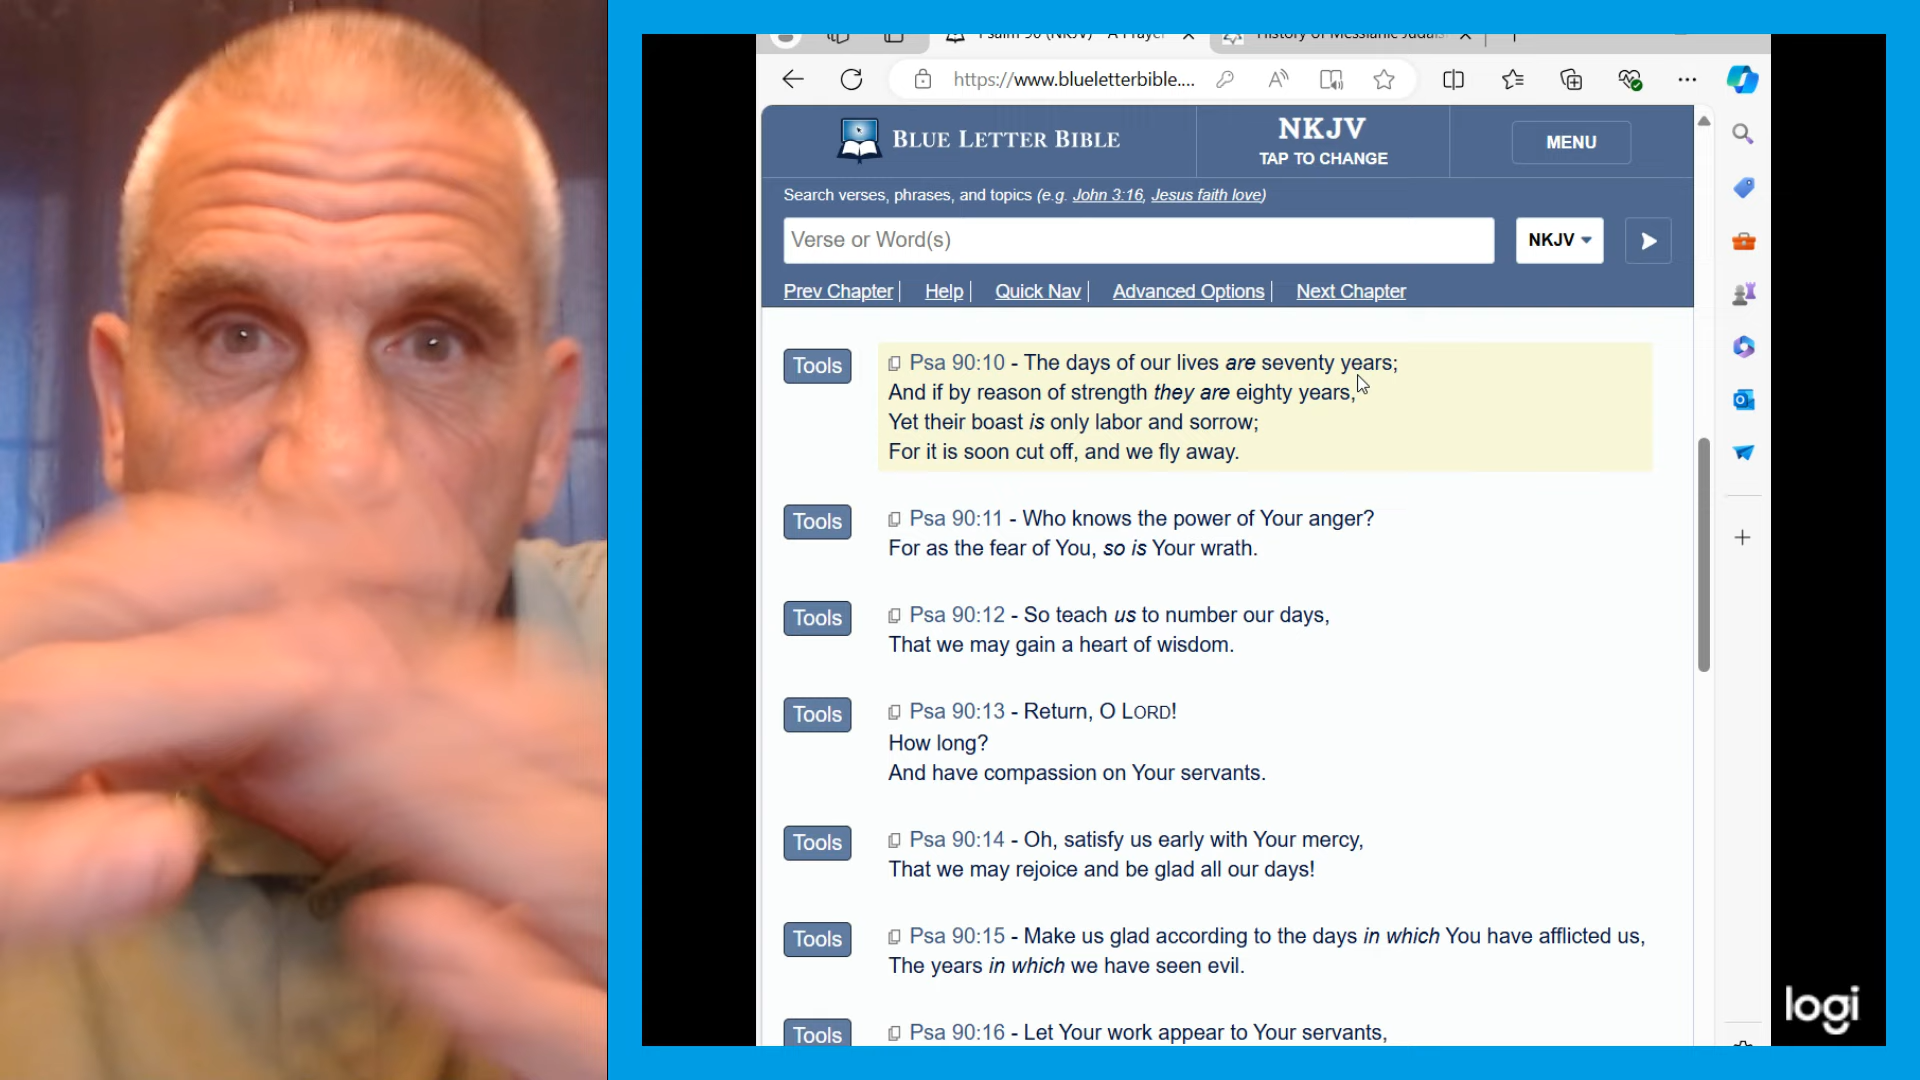 Psalm 90 (NKJV) - A Prayer
History of Messianic Judais
https://www.blueletterbible....
BLUE LETTER BIBLE
NKJV
TAP TO CHANGE
MENU
Search verses, phrases, and topics (e.g. John 3:16, Jesus faith love)
Verse or Word(s)
NKJV
Prev Chapter | Help | Quick Nav | Advanced Options | Next Chapter
Tools
Psa 90:10 - The days of our lives are seventy years;
And if by reason of strength they are eighty years,
Yet their boast is only labor and sorrow;
For it is soon cut off, and we fly away.
Tools
Psa 90:11 - Who knows the power of Your anger?
For as the fear of You, so is Your wrath.
Tools
Psa 90:12 - So teach us to number our days,
That we may gain a heart of wisdom.
Tools
Psa 90:13 - Return, O LORD!
How long?
And have compassion on Your servants.
Tools
Psa 90:14 - Oh, satisfy us early with Your mercy,
That we may rejoice and be glad all our days!
Tools
Psa 90:15 - Make us glad according to the days in which You have afflicted us,
The years in which we have seen evil.
Tools
Psa 90:16 - Let Your work appear to Your servants,
logi